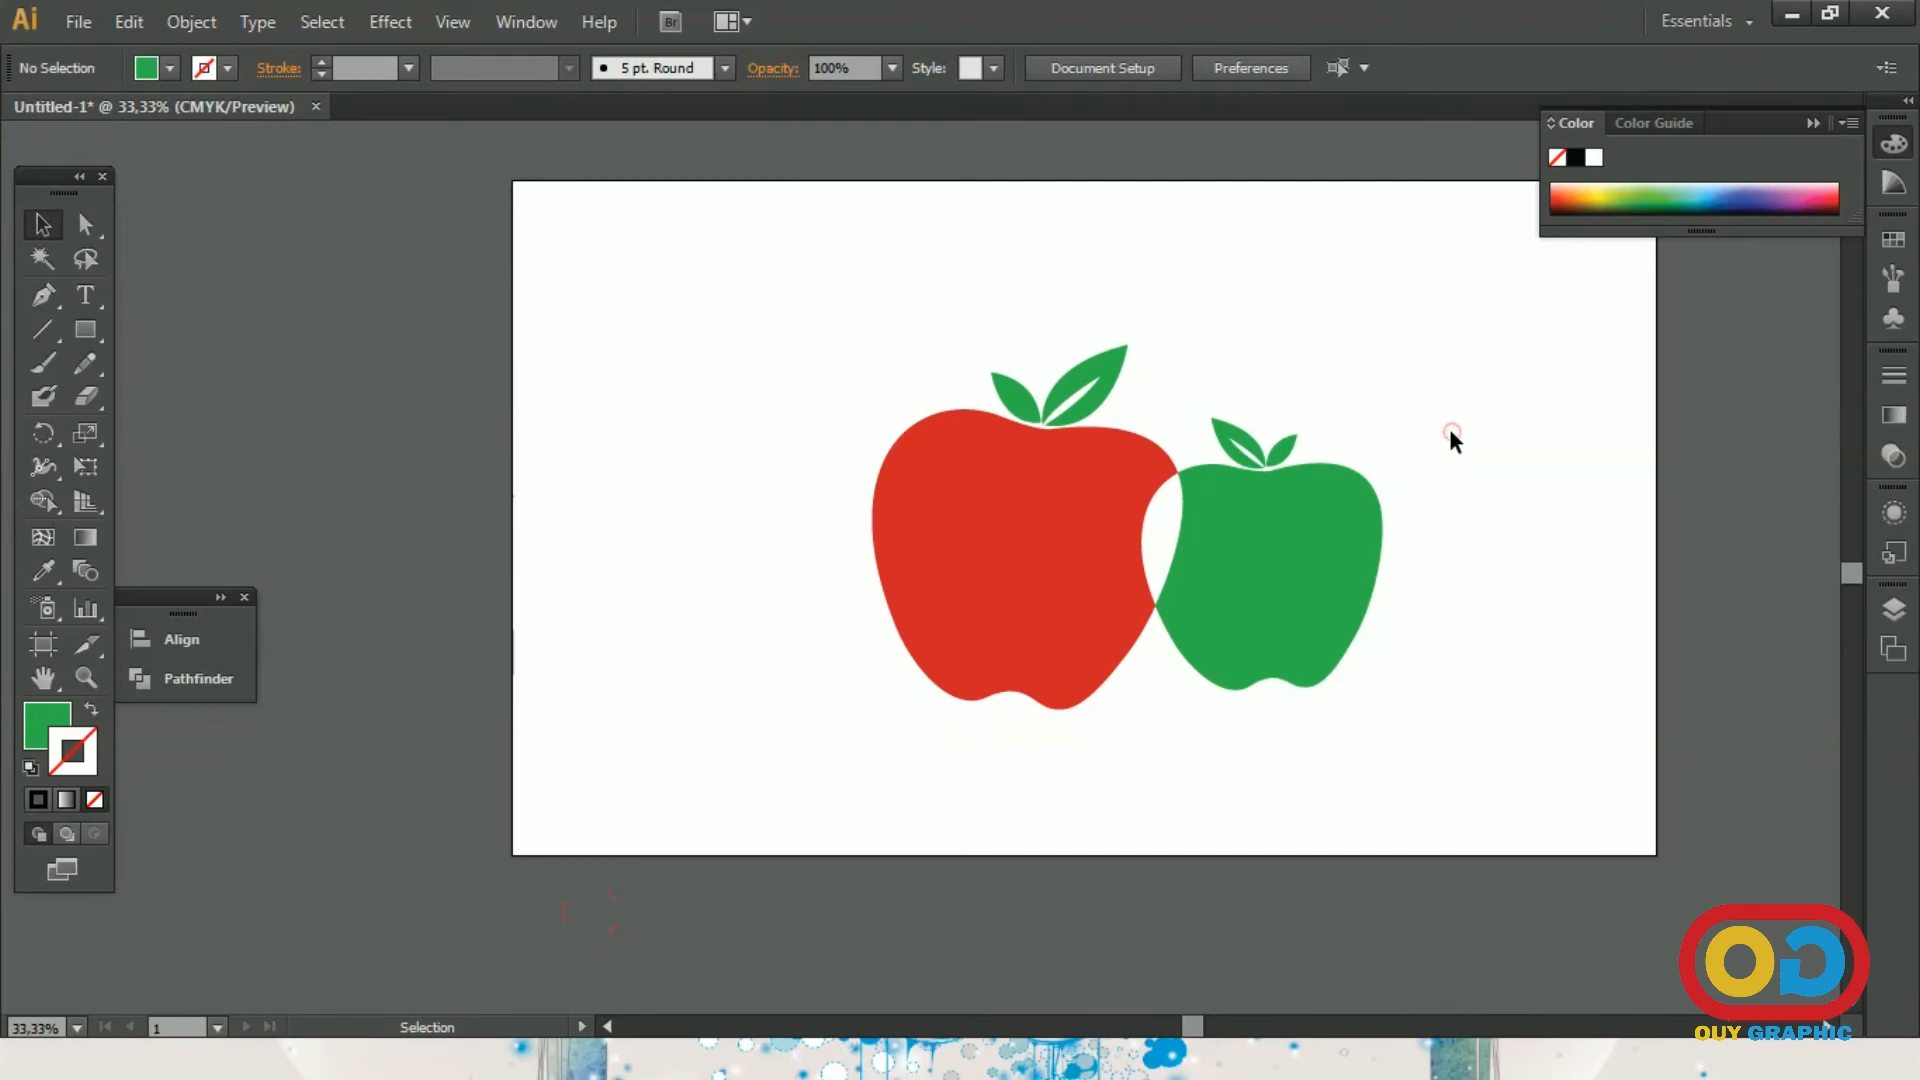 Ai File Edit Object Type Select Effect View Window Help Br Essentials
No Selection Stroke: 5 pt. Round Opacity: 100% Style: Document Setup Preferences
Untitled-1* @ 33,33% (CMYK/Preview)
Color Color Guide
Align
Pathfinder
33,33% 1 Selection
OG
OUY GRAPHIC